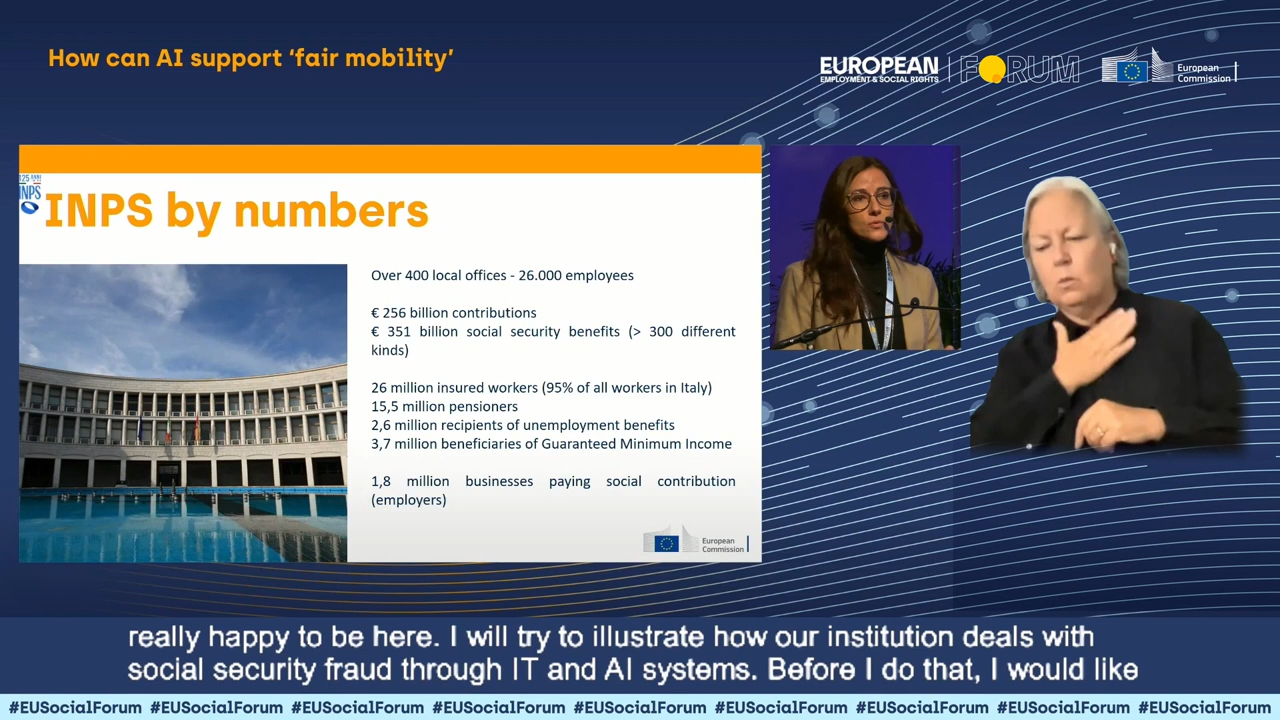 How can AI support ‘fair mobility’
EUROPEAN
EMPLOYMENT & SOCIAL RIGHTS
FORUM
European
Commission
125 ANNI
INPS
INPS by numbers
Over 400 local offices - 26.000 employees
€ 256 billion contributions
€ 351 billion social security benefits (> 300 different
kinds)
26 million insured workers (95% of all workers in Italy)
15,5 million pensioners
2,6 million recipients of unemployment benefits
3,7 million beneficiaries of Guaranteed Minimum Income
1,8 million businesses paying social contribution
(employers)
European
Commission
really happy to be here. I will try to illustrate how our institution deals with
social security fraud through IT and AI systems. Before I do that, I would like
#EUSocialForum #EUSocialForum #EUSocialForum #EUSocialForum #EUSocialForum #EUSocialForum #EUSocialForum #EUSocialForum #EUSocialForum